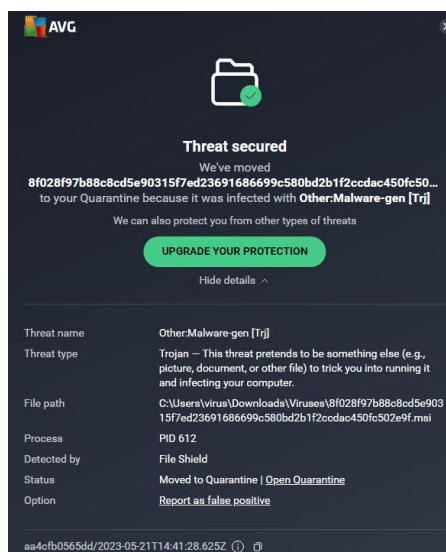 AVG
Threat secured
We've moved
8f028f97b88c8cd5e90315f7ed23691686699c580bd2b1f2ccdac450fc50...
to your Quarantine because it was infected with Other:Malware-gen [Trj]
We can also protect you from other types of threats
UPGRADE YOUR PROTECTION
Hide details
Threat name Other:Malware-gen [Trj]
Threat type Trojan — This threat pretends to be something else (e.g.,
picture, document, or other file) to trick you into running it
and infecting your computer.
File path C:\Users\virus\Downloads\Viruses\8f028f97b88c8cd5e903
15f7ed23691686699c580bd2b1f2ccdac450fc502e9f.msi
Process PID 612
Detected by File Shield
Status Moved to Quarantine | Open Quarantine
Option Report as false positive
aa4cfb0565dd/2023-05-21T14:41:28.625Z